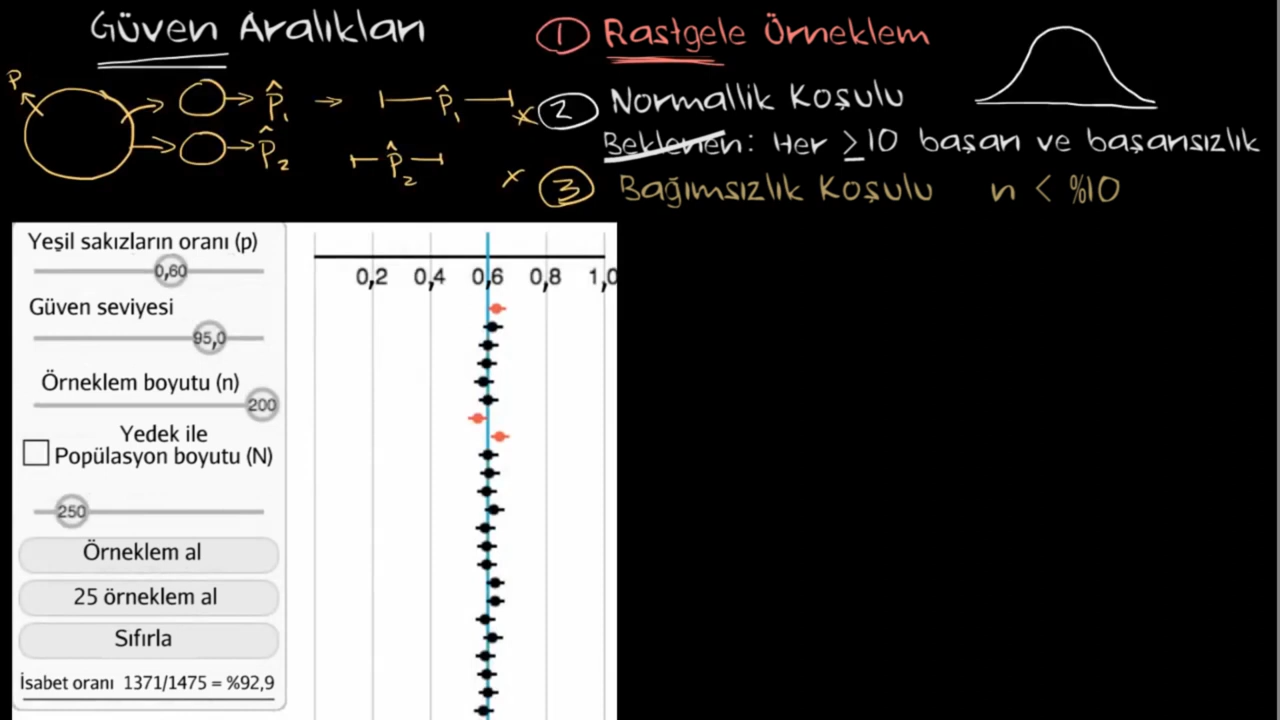 Güven Aralıkları
① Rastgele Örneklem
P
P̂₁ → P̂₁
② Normallik Koşulu
P̂₂ P̂₂
Beklenen: Her ≥10 başarı ve başarısızlık
③ Bağımsızlık Koşulu n < %10
Yeşil sakızların oranı (p)
0,60
Güven seviyesi
95,0
Örneklem boyutu (n)
200
Yedek ile
Popülasyon boyutu (N)
250
Örneklem al
25 örneklem al
Sıfırla
İsabet oranı 1371/1475 = %92,9
0,2 0,4 0,6 0,8 1,0